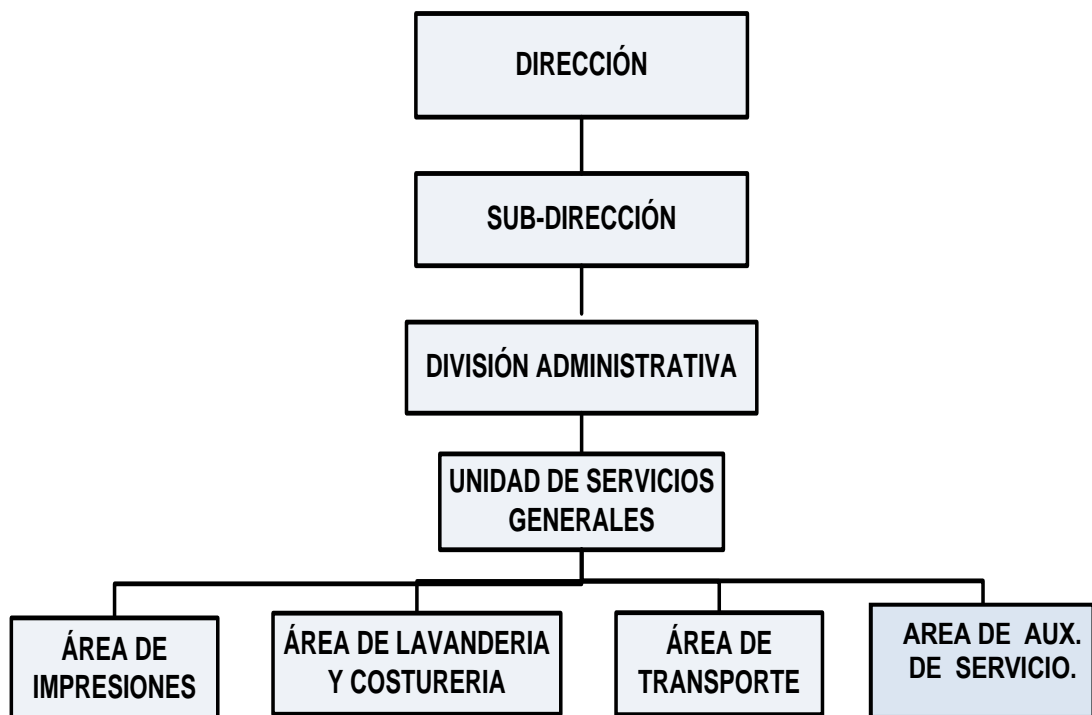 DIRECCIÓN
SUB-DIRECCIÓN
DIVISIÓN ADMINISTRATIVA
UNIDAD DE SERVICIOS
GENERALES
ÁREA DE
IMPRESIONES
ÁREA DE LAVANDERIA
Y COSTURERIA
ÁREA DE
TRANSPORTE
AREA DE AUX.
DE SERVICIO.